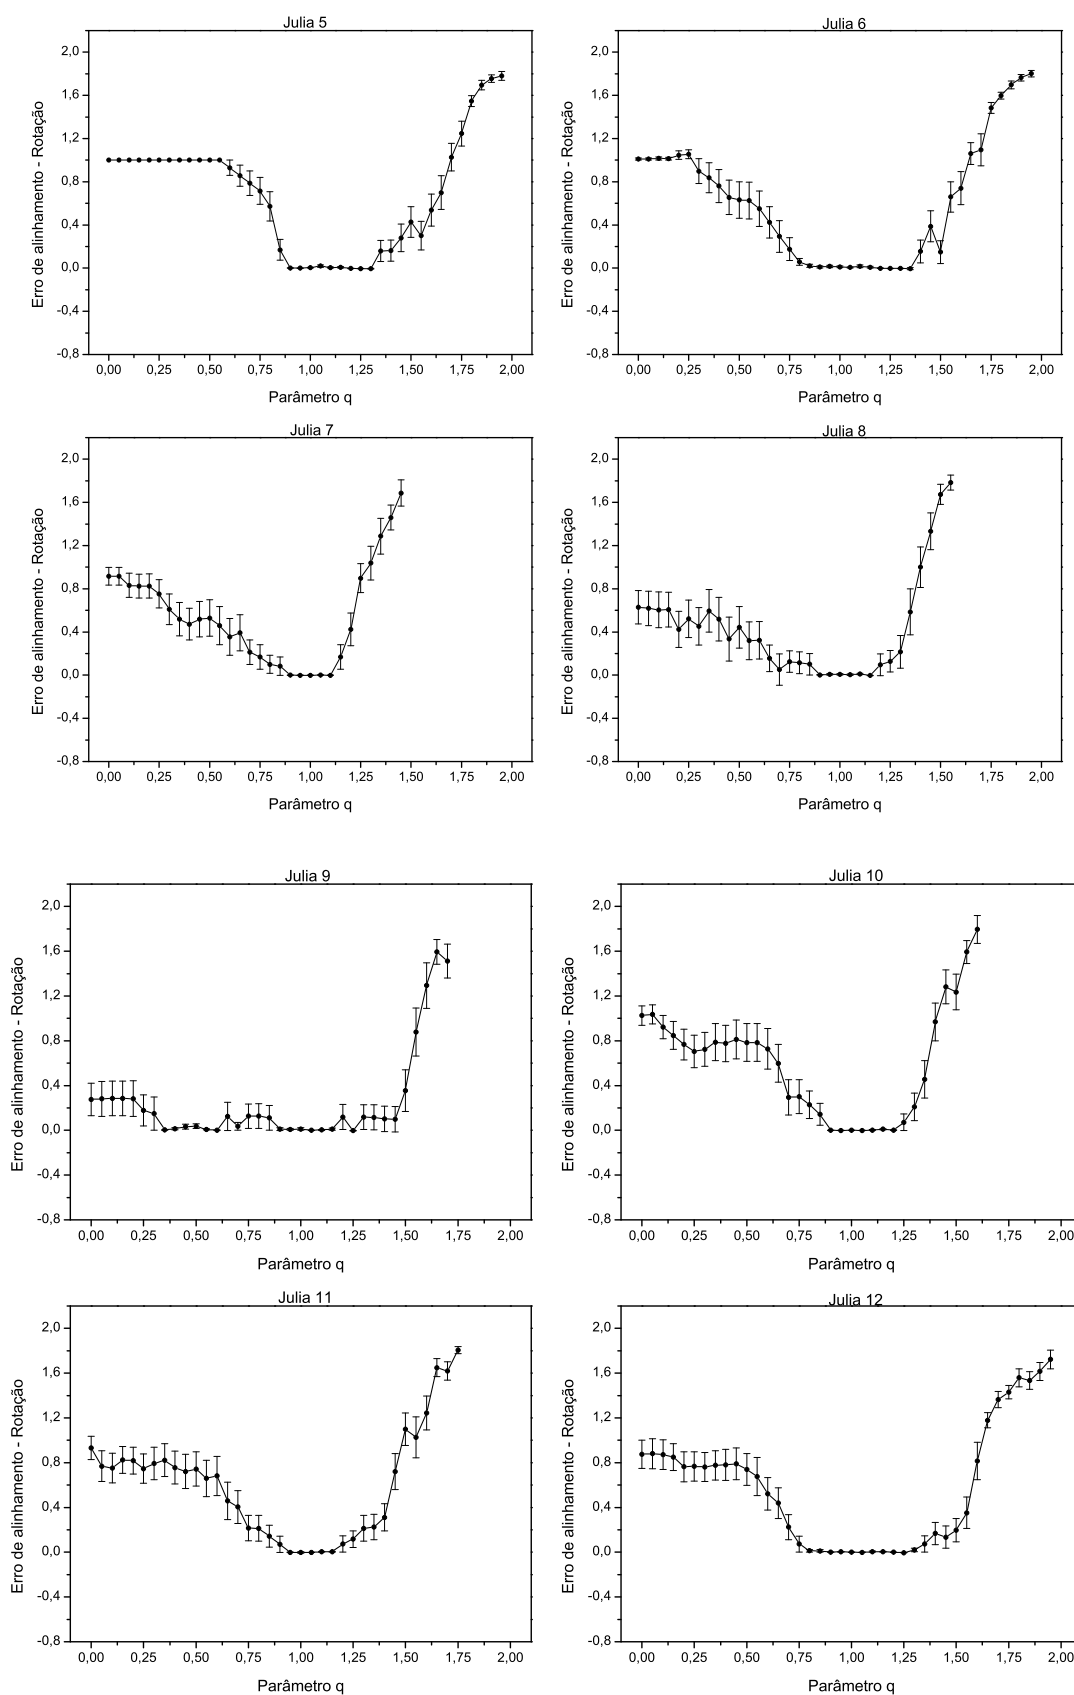 Julia 5
2,0
1,6
1,2
0,8
0,4
0,0
-0,4
-0,8
Erro de alinhamento - Rotação
0,00 0,25 0,50 0,75 1,00 1,25 1,50 1,75 2,00
Parâmetro q
Julia 6
2,0
1,6
1,2
0,8
0,4
0,0
-0,4
-0,8
Erro de alinhamento - Rotação
0,00 0,25 0,50 0,75 1,00 1,25 1,50 1,75 2,00
Parâmetro q
Julia 7
2,0
1,6
1,2
0,8
0,4
0,0
-0,4
-0,8
Erro de alinhamento - Rotação
0,00 0,25 0,50 0,75 1,00 1,25 1,50 1,75 2,00
Parâmetro q
Julia 8
2,0
1,6
1,2
0,8
0,4
0,0
-0,4
-0,8
Erro de alinhamento - Rotação
0,00 0,25 0,50 0,75 1,00 1,25 1,50 1,75 2,00
Parâmetro q
Julia 9
2,0
1,6
1,2
0,8
0,4
0,0
-0,4
-0,8
Erro de alinhamento - Rotação
0,00 0,25 0,50 0,75 1,00 1,25 1,50 1,75 2,00
Parâmetro q
Julia 10
2,0
1,6
1,2
0,8
0,4
0,0
-0,4
-0,8
Erro de alinhamento - Rotação
0,00 0,25 0,50 0,75 1,00 1,25 1,50 1,75 2,00
Parâmetro q
Julia 11
2,0
1,6
1,2
0,8
0,4
0,0
-0,4
-0,8
Erro de alinhamento - Rotação
0,00 0,25 0,50 0,75 1,00 1,25 1,50 1,75 2,00
Parâmetro q
Julia 12
2,0
1,6
1,2
0,8
0,4
0,0
-0,4
-0,8
Erro de alinhamento - Rotação
0,00 0,25 0,50 0,75 1,00 1,25 1,50 1,75 2,00
Parâmetro q